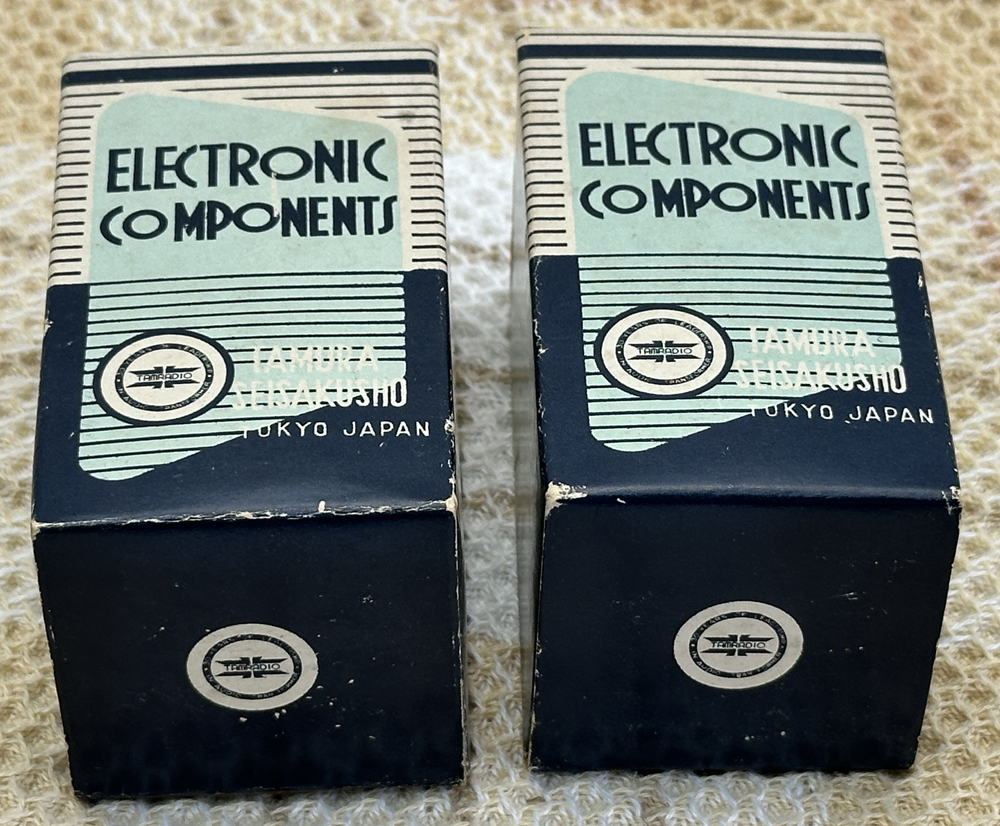 ELECTRONIC
COMPONENTS
TAMRADIO
TAMURA
SEISAKUSHO
TOKYO JAPAN
TAMRADIO
ELECTRONIC
COMPONENTS
TAMRADIO
TAMURA
SEISAKUSHO
TOKYO JAPAN
TAMRADIO